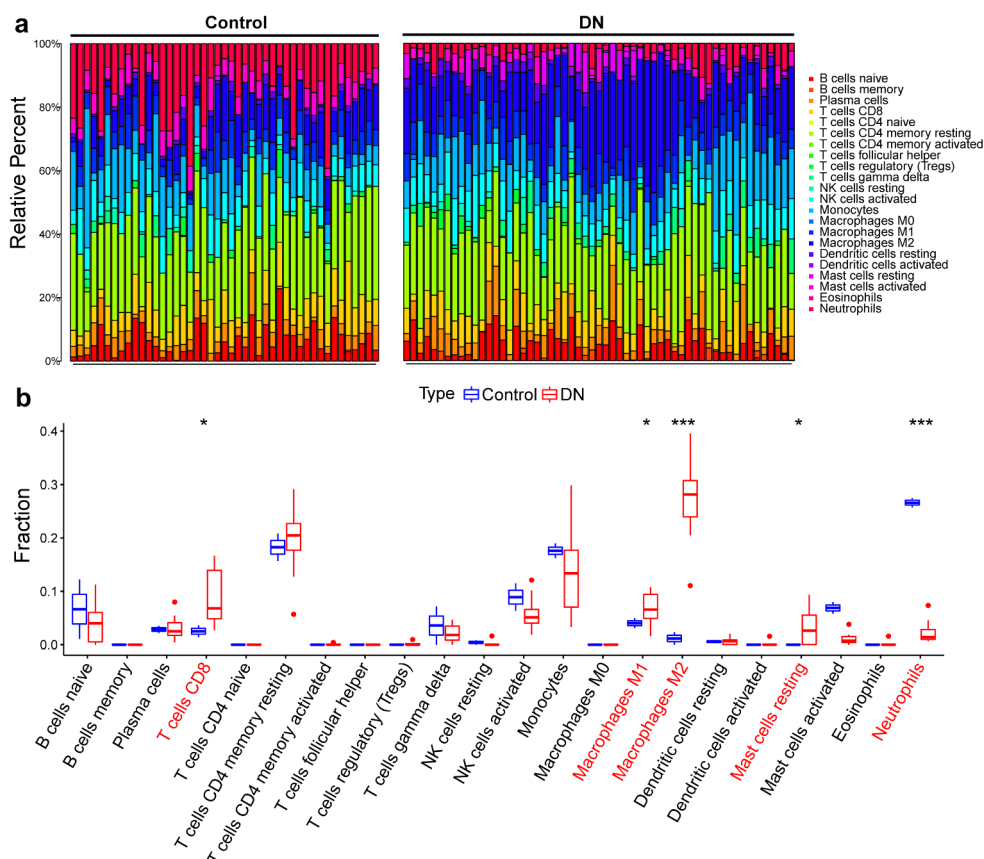 a
Control
DN
Relative Percent
100%
80%
60%
40%
20%
0%
B cells naive
B cells memory
Plasma cells
T cells CD8
T cells CD4 naive
T cells CD4 memory resting
T cells CD4 memory activated
T cells follicular helper
T cells regulatory (Tregs)
T cells gamma delta
NK cells resting
NK cells activated
Monocytes
Macrophages M0
Macrophages M1
Macrophages M2
Dendritic cells resting
Dendritic cells activated
Mast cells resting
Mast cells activated
Eosinophils
Neutrophils
b
Type Control DN
* * *** * ***
Fraction
0.4
0.3
0.2
0.1
0.0
B cells naive
B cells memory
Plasma cells
T cells CD8
T cells CD4 naive
T cells CD4 memory resting
T cells CD4 memory activated
T cells follicular helper
T cells regulatory (Tregs)
T cells gamma delta
NK cells resting
NK cells activated
Monocytes
Macrophages M0
Macrophages M1
Macrophages M2
Dendritic cells resting
Dendritic cells activated
Mast cells resting
Mast cells activated
Eosinophils
Neutrophils